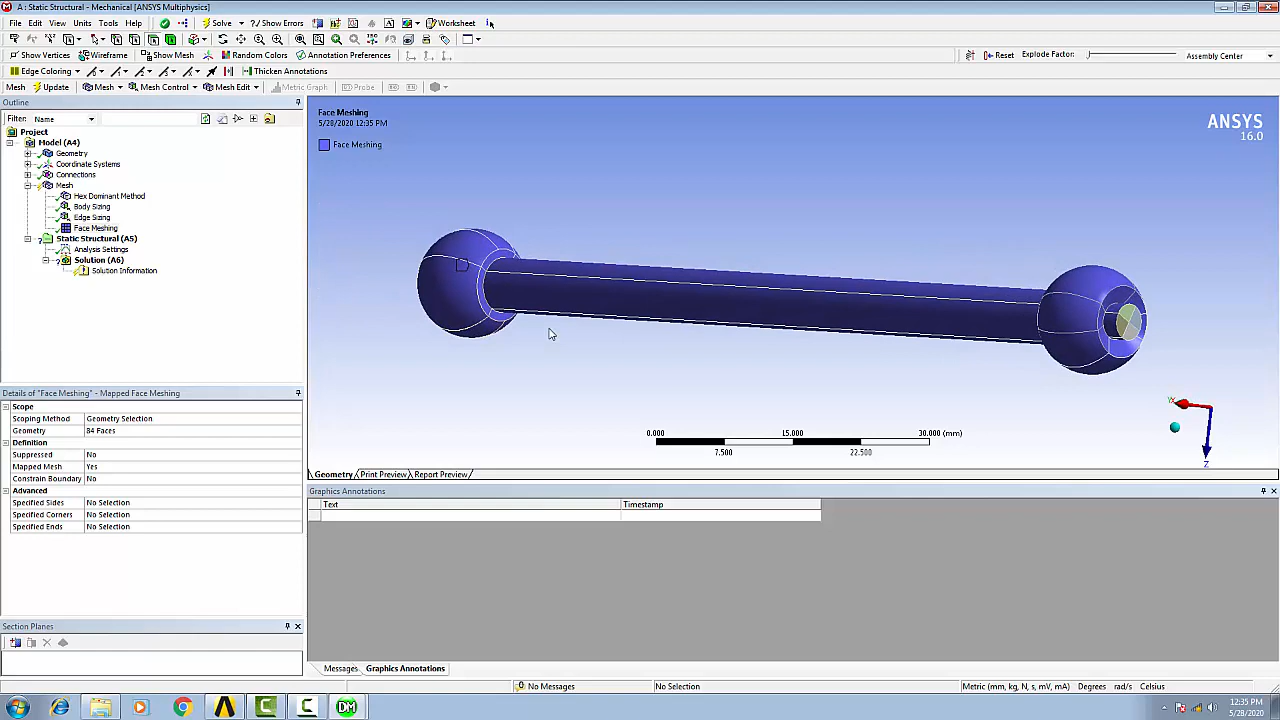 A : Static Structural - Mechanical [ANSYS Multiphysics]
File Edit View Units Tools Help Solve ?/Show Errors Worksheet
Show Vertices Wireframe Show Mesh Random Colors Annotation Preferences Reset Explode Factor: Assembly Center
Edge Coloring Thicken Annotations
Mesh Update Mesh Mesh Control Mesh Edit Metric Graph Probe
Outline
Filter: Name
Project
Model (A4)
Geometry
Coordinate Systems
Connections
Mesh
Hex Dominant Method
Body Sizing
Edge Sizing
Face Meshing
Static Structural (A5)
Analysis Settings
Solution (A6)
Solution Information
Face Meshing
5/28/2020 12:35 PM
Face Meshing
ANSYS
16.0
0.000 15.000 30.000 (mm)
7.500 22.500
Z
Geometry Print Preview Report Preview
Details of "Face Meshing" - Mapped Face Meshing
Scope
Scoping Method Geometry Selection
Geometry 84 Faces
Definition
Suppressed No
Mapped Mesh Yes
Constrain Boundary No
Advanced
Specified Sides No Selection
Specified Corners No Selection
Specified Ends No Selection
Graphics Annotations
Text Timestamp
Section Planes
Messages Graphics Annotations
No Messages No Selection Metric (mm, kg, N, s, mV, mA) Degrees rad/s Celsius
DM
12:35 PM
5/28/2020